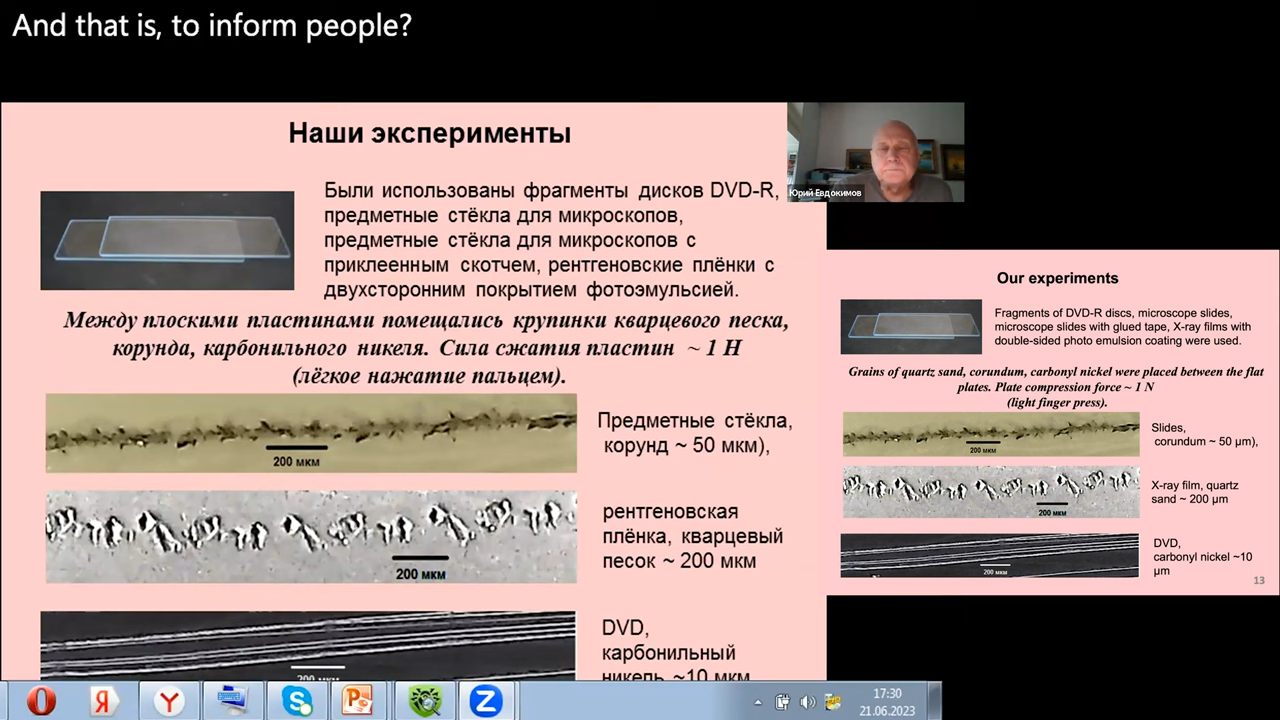 And that is, to inform people?
Наши эксперименты
Были использованы фрагменты дисков DVD-R,
предметные стёкла для микроскопов,
предметные стёкла для микроскопов с
приклеенным скотчем, рентгеновские плёнки с
двухсторонним покрытием фотоэмульсией.
Между плоскими пластинами помещались крупинки кварцевого песка,
корунда, карбонильного никеля. Сила сжатия пластин ~ 1 Н
(лёгкое нажатие пальцем).
200 мкм
Предметные стёкла,
корунд ~ 50 мкм),
200 мкм
рентгеновская
плёнка, кварцевый
песок ~ 200 мкм
200 мкм
DVD,
карбонильный
никель ~10 мкм
Юрий Евдокимов
Our experiments
Fragments of DVD-R discs, microscope slides,
microscope slides with glued tape, X-ray films with
double-sided photo emulsion coating were used.
Grains of quartz sand, corundum, carbonyl nickel were placed between the flat
plates. Plate compression force ~ 1 N
(light finger press).
200 мкм
Slides,
corundum ~ 50 µm),
200 мкм
X-ray film, quartz
sand ~ 200 µm
200 мкм
DVD,
carbonyl nickel ~10
µm
13
17:30
21.06.2023